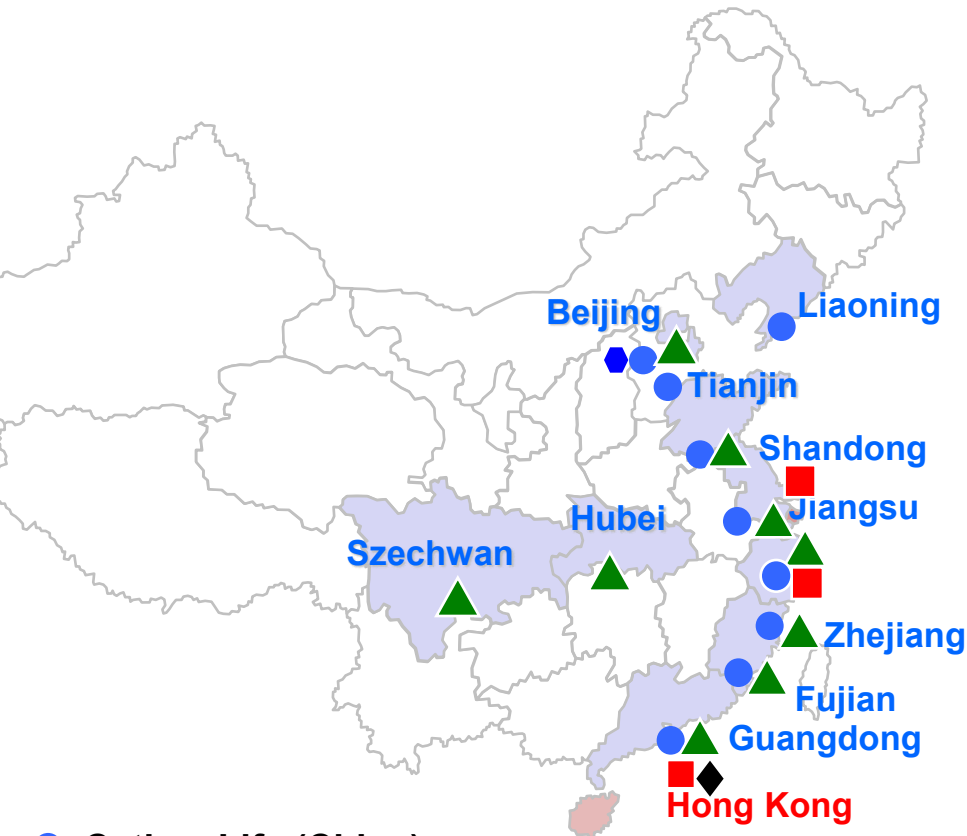 Beijing
Liaoning
Tianjin
Shandong
Jiangsu
Hubei
Szechwan
Zhejiang
Fujian
Guangdong
Hong Kong